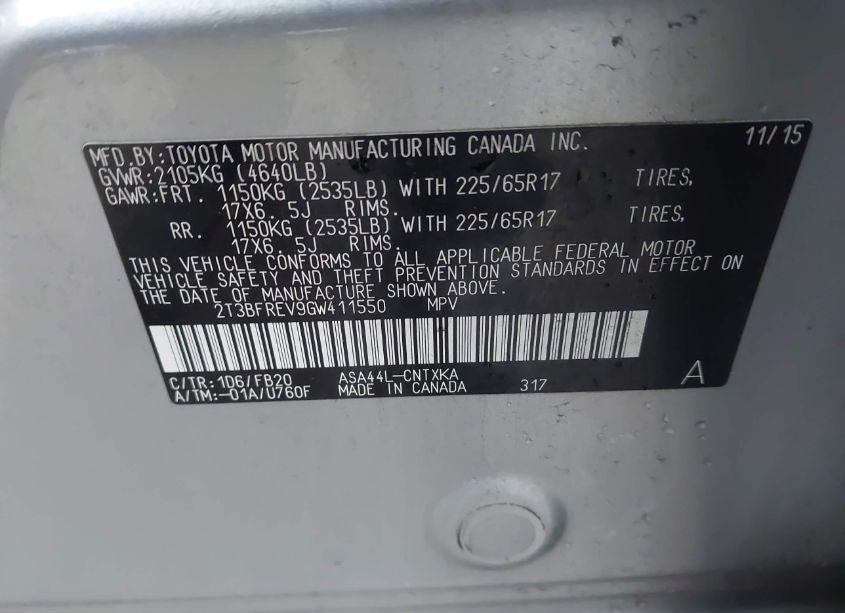 MFD.BY:TOYOTA MOTOR MANUFACTURING CANADA INC. 11/15
GVWR:2105KG (4640LB)
GAWR:FRT. 1150KG (2535LB) WITH 225/65R17 TIRES,
17X6. 5J RIMS.
RR. 1150KG (2535LB) WITH 225/65R17 TIRES,
17X6. 5J RIMS.
THIS VEHICLE CONFORMS TO ALL APPLICABLE FEDERAL MOTOR
VEHICLE SAFETY AND THEFT PREVENTION STANDARDS IN EFFECT ON
THE DATE OF MANUFACTURE SHOWN ABOVE.
2T3BFREV9GW411550 MPV
C/TR:1D6/FB20 ASA44L-CNTXKA
A/TM:-01A/U760F MADE IN CANADA 317 A